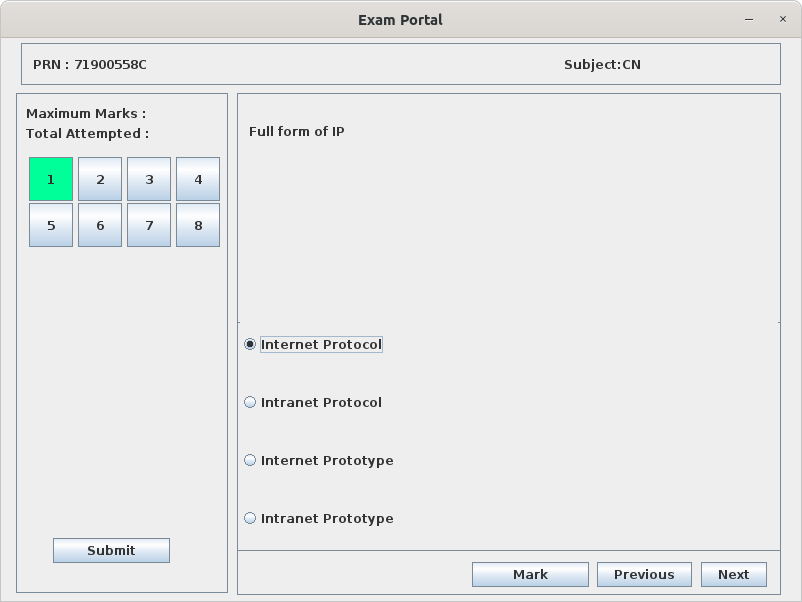 Exam Portal
PRN : 71900558C
Subject:CN
Maximum Marks :
Total Attempted :
1 2 3 4
5 6 7 8
Submit
Full form of IP
Internet Protocol
Intranet Protocol
Internet Prototype
Intranet Prototype
Mark Previous Next